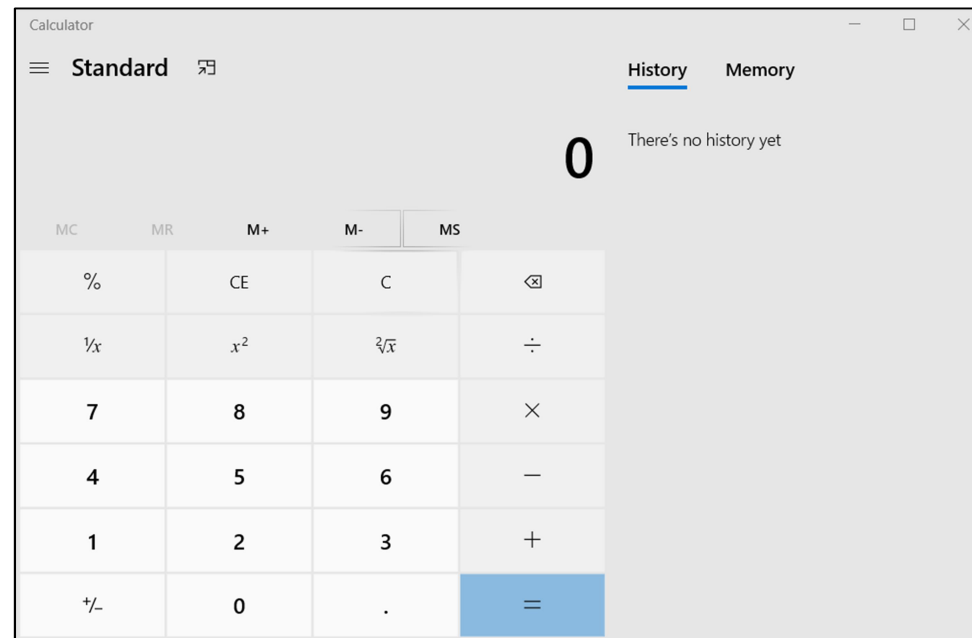 Calculator
Standard
History Memory
0
There's no history yet
MC MR M+ M- MS
% CE C
¹/x x² ²√x ÷
7 8 9 ×
4 5 6 −
1 2 3 +
+/− 0 . =